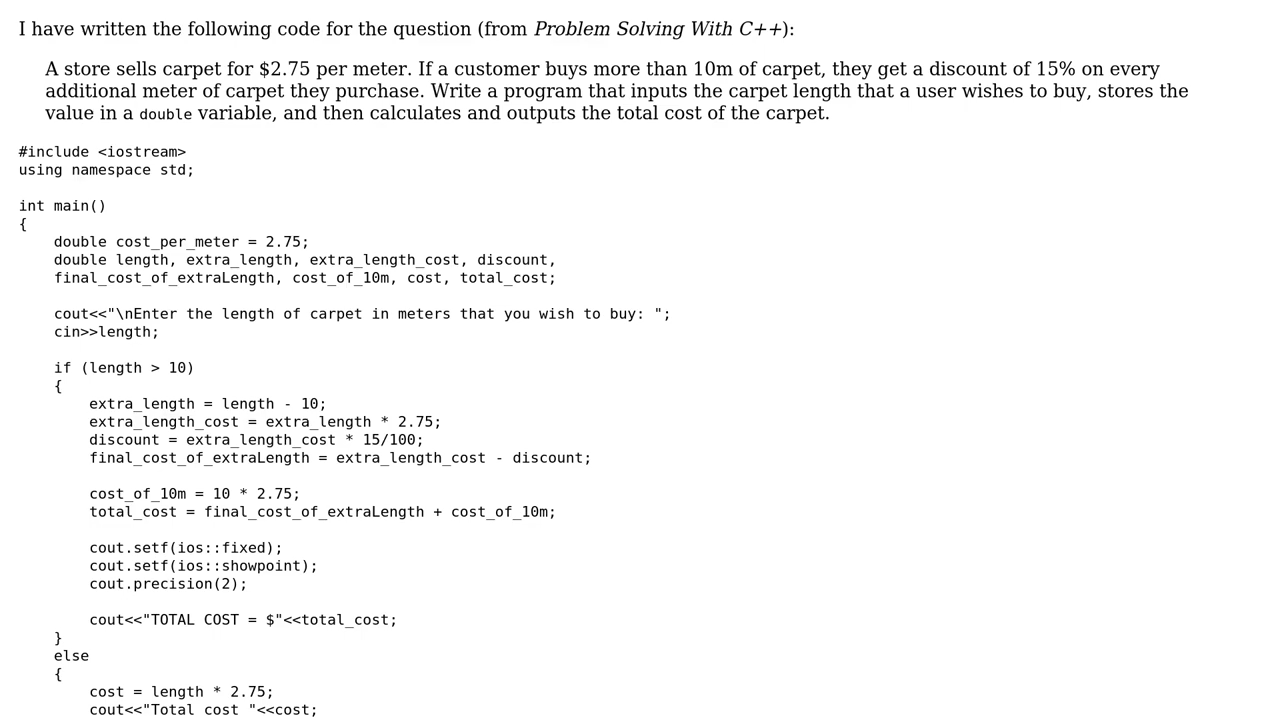 I have written the following code for the question (from Problem Solving With C++):
A store sells carpet for $2.75 per meter. If a customer buys more than 10m of carpet, they get a discount of 15% on every
additional meter of carpet they purchase. Write a program that inputs the carpet length that a user wishes to buy, stores the
value in a double variable, and then calculates and outputs the total cost of the carpet.
#include <iostream>
using namespace std;
int main()
{
    double cost_per_meter = 2.75;
    double length, extra_length, extra_length_cost, discount,
    final_cost_of_extraLength, cost_of_10m, cost, total_cost;
    cout<<"\nEnter the length of carpet in meters that you wish to buy: ";
    cin>>length;
    if (length > 10)
    {
        extra_length = length - 10;
        extra_length_cost = extra_length * 2.75;
        discount = extra_length_cost * 15/100;
        final_cost_of_extraLength = extra_length_cost - discount;
        cost_of_10m = 10 * 2.75;
        total_cost = final_cost_of_extraLength + cost_of_10m;
        cout.setf(ios::fixed);
        cout.setf(ios::showpoint);
        cout.precision(2);
        cout<<"TOTAL COST = $"<<total_cost;
    }
    else
    {
        cost = length * 2.75;
        cout<<"Total cost "<<cost;